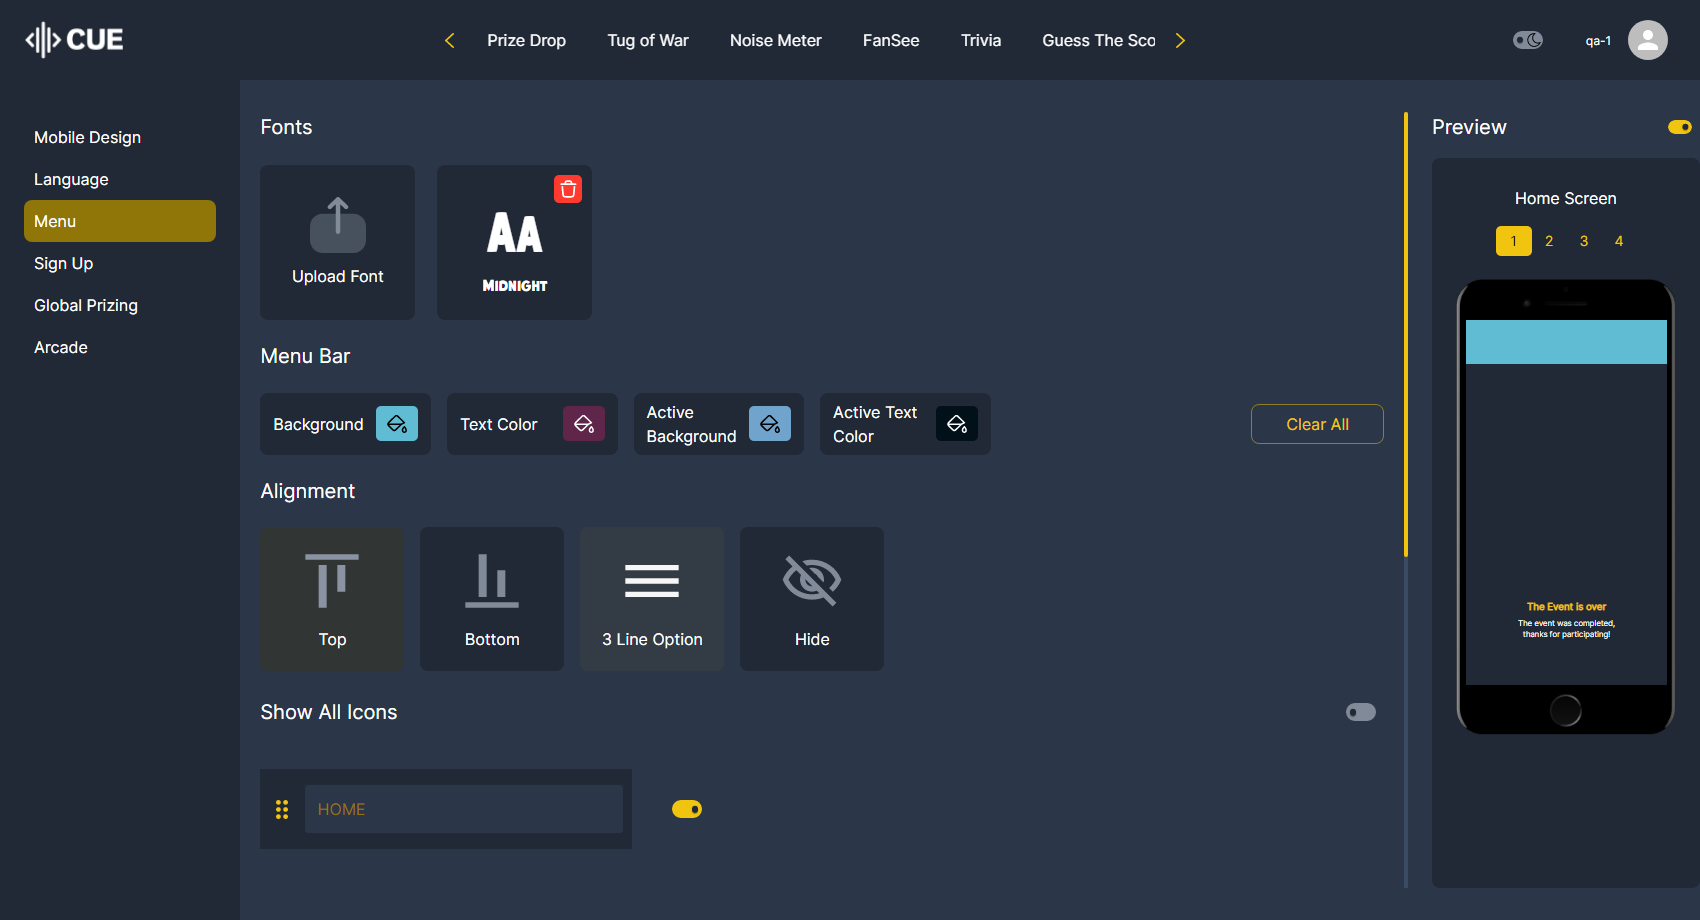 CUE
Prize Drop
Tug of War
Noise Meter
FanSee
Trivia
Guess The Sco
qa-1
Mobile Design
Language
Menu
Sign Up
Global Prizing
Arcade
Fonts
Upload Font
AA
MIDNIGHT
Menu Bar
Background
Text Color
Active
Background
Active Text
Color
Clear All
Alignment
Top
Bottom
3 Line Option
Hide
Show All Icons
HOME
Preview
Home Screen
1 2 3 4
The Event is over
The event was completed,
thanks for participating!